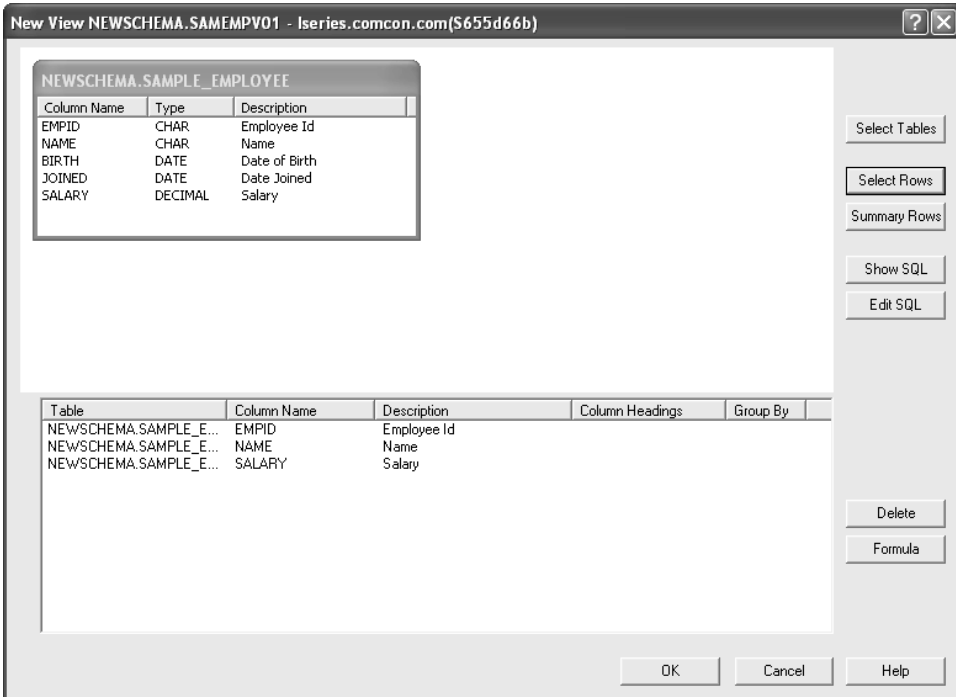 New View NEWSCHEMA.SAMEMPV01 - Iseries.comcon.com(S655d66b)
NEWSCHEMA.SAMPLE_EMPLOYEE
Column Name Type Description
EMPID CHAR Employee Id
NAME CHAR Name
BIRTH DATE Date of Birth
JOINED DATE Date Joined
SALARY DECIMAL Salary
Select Tables
Select Rows
Summary Rows
Show SQL
Edit SQL
Table Column Name Description Column Headings Group By
NEWSCHEMA.SAMPLE_E... EMPID Employee Id
NEWSCHEMA.SAMPLE_E... NAME Name
NEWSCHEMA.SAMPLE_E... SALARY Salary
Delete
Formula
OK Cancel Help